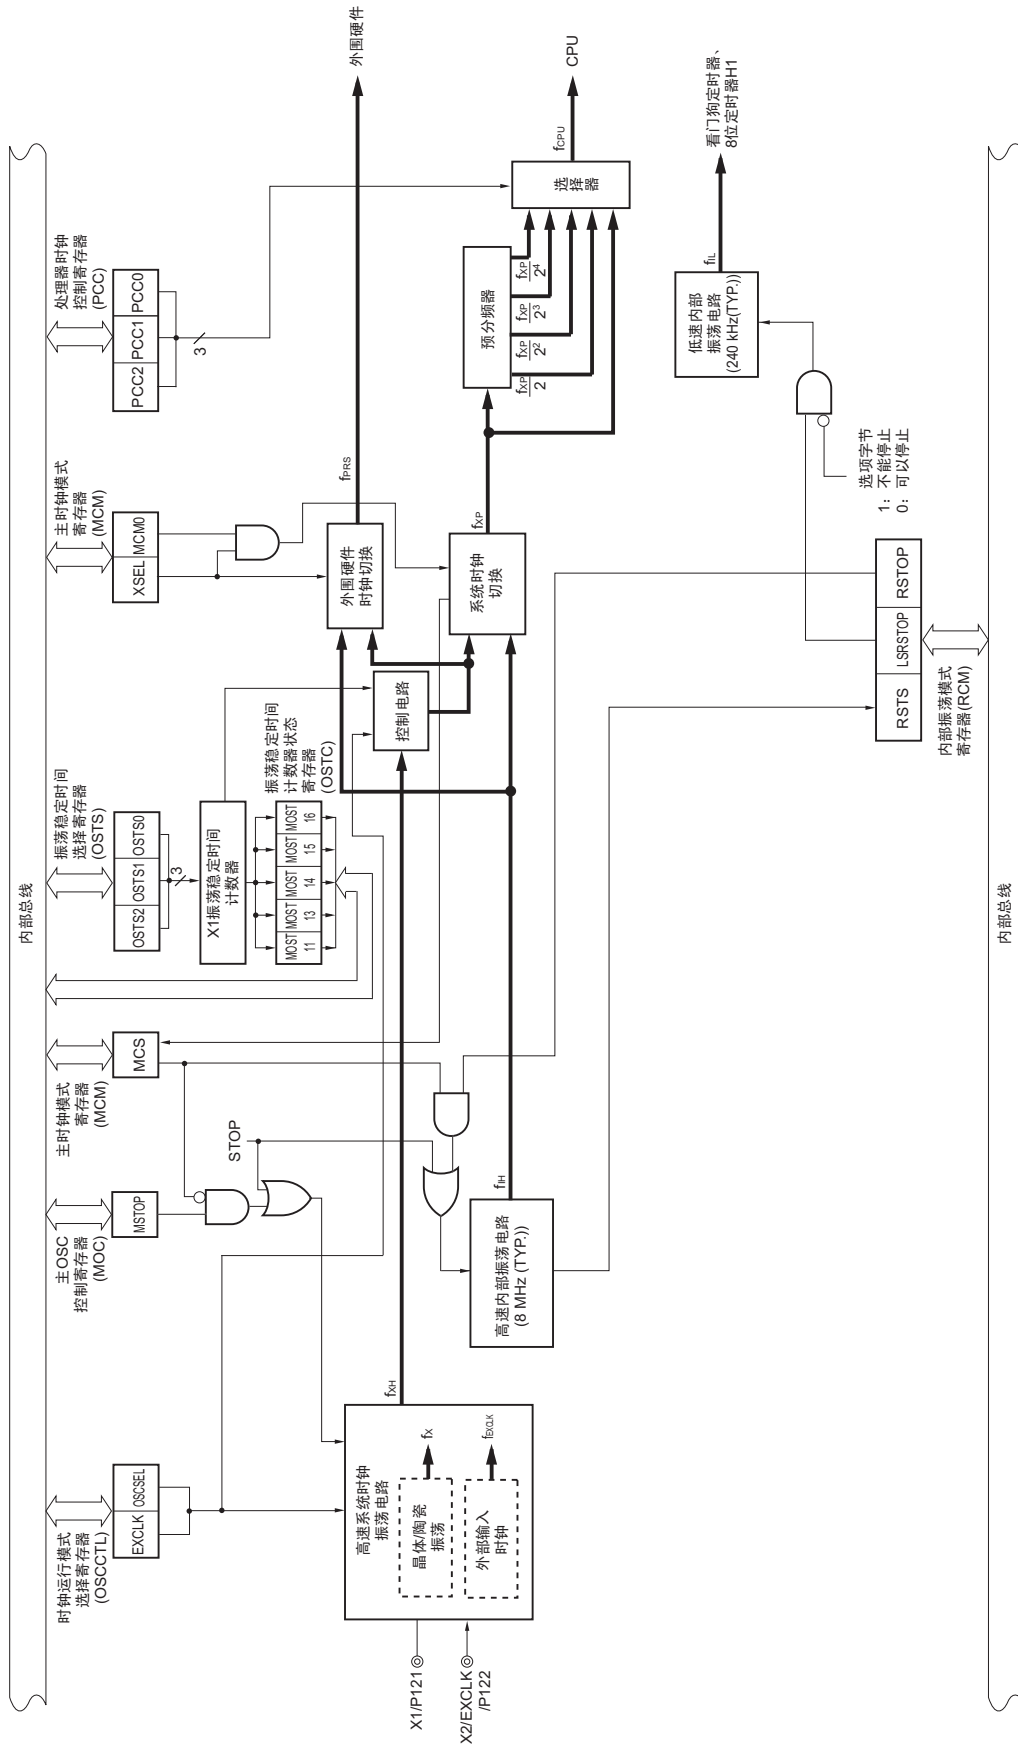 内部总线
时钟运行模式
选择寄存器
(OSCCTL)
EXCLK
OSCSEL
主OSC
控制寄存器
(MOC)
MSTOP
主时钟模式
寄存器
(MCM)
MCS
振荡稳定时间
选择寄存器
(OSTS)
OSTS2
OSTS1
OSTS0
3
X1振荡稳定时间
计数器
振荡稳定时间
计数器状态
寄存器
(OSTC)
MOST
11
MOST
13
MOST
14
MOST
15
MOST
16
主时钟模式
寄存器
(MCM)
XSEL
MCM0
处理器时钟
控制寄存器
(PCC)
PCC2
PCC1
PCC0
3
STOP
控制电路
外围硬件
时钟切换
fPRS
外围硬件
X1/P121
X2/EXCLK
/P122
高速系统时钟
振荡电路
晶体/陶瓷
振荡
fX
外部输入
时钟
fEXCLK
fXH
高速内部振荡电路
(8 MHz (TYP.))
fIH
系统时钟
切换
fXP
预分频器
fXP
2
fXP
2²
fXP
2³
fXP
2⁴
选择器
fCPU
CPU
低速内部
振荡电路
(240 kHz(TYP.))
fIL
看门狗定时器、
8位定时器H1
选项字节
1: 不能停止
0: 可以停止
RSTS
LSRSTOP
RSTOP
内部振荡模式
寄存器(RCM)
内部总线